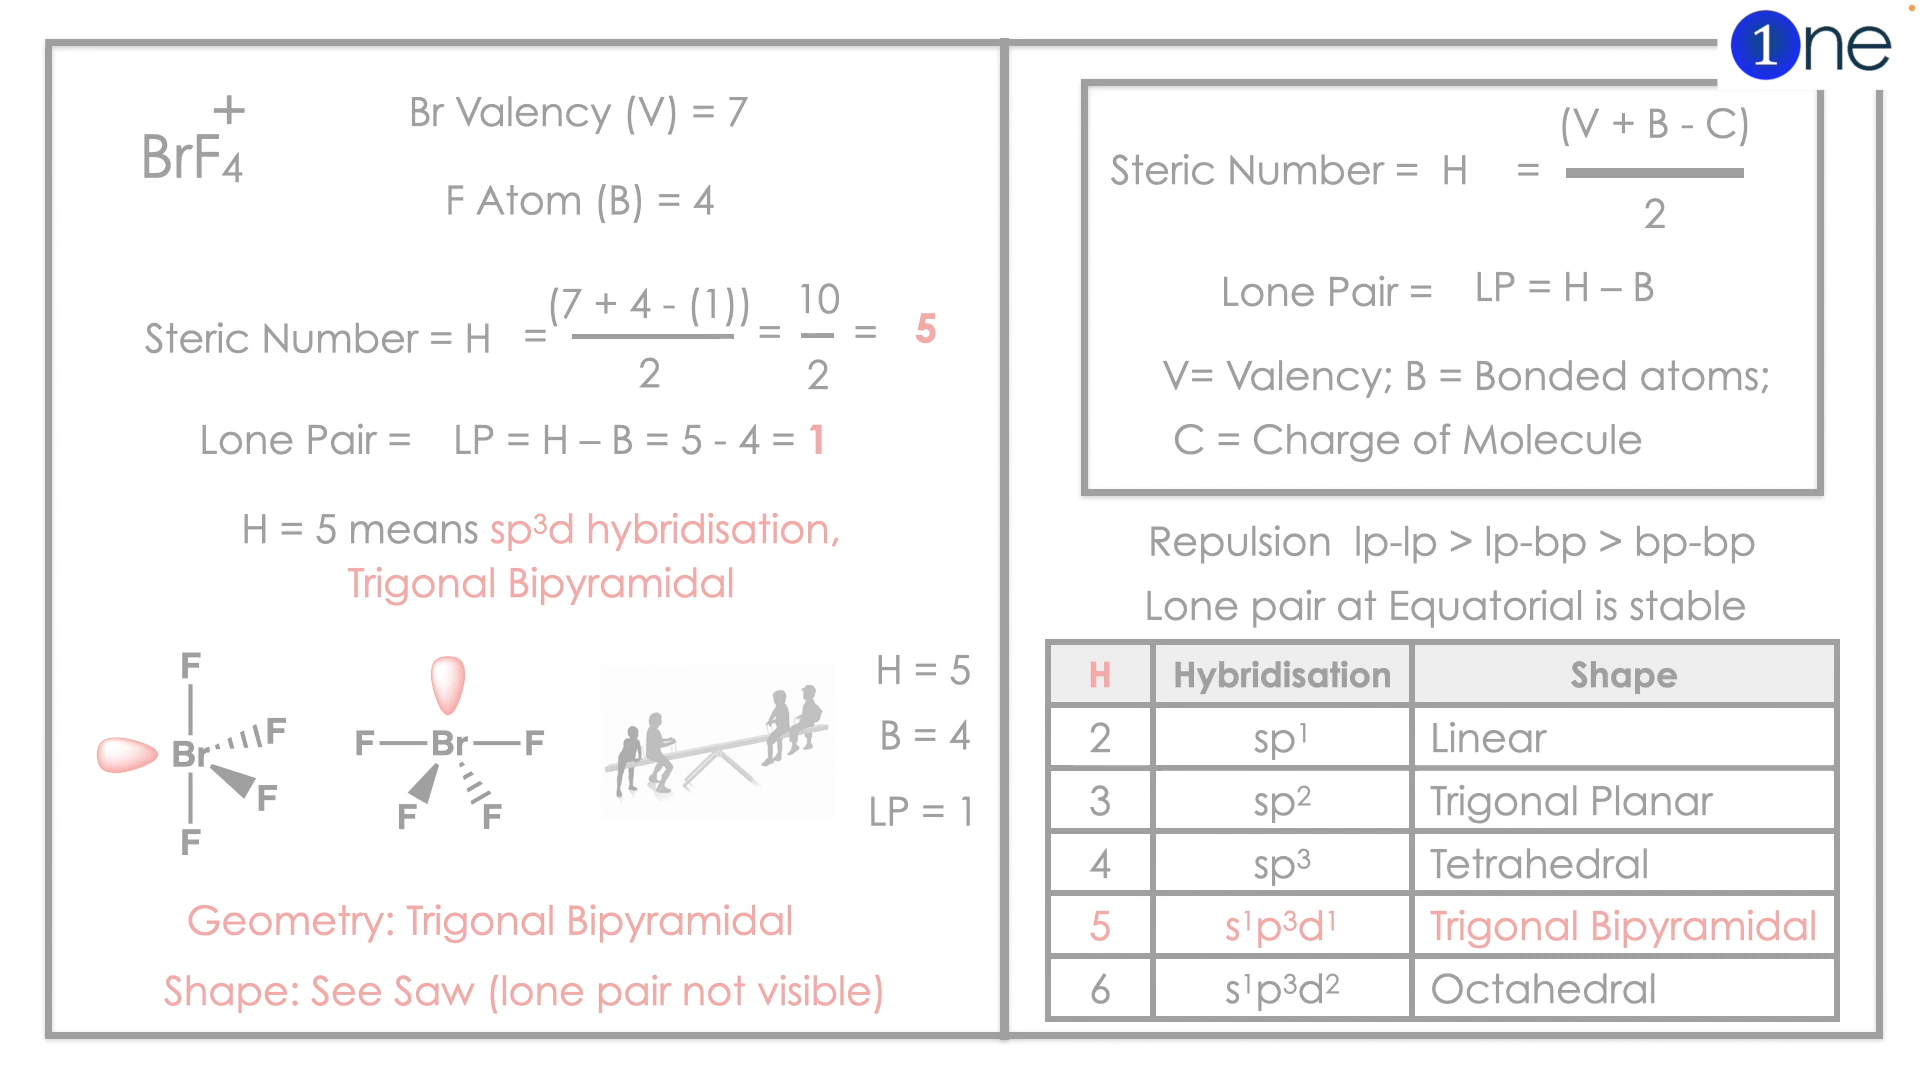 1ne
BrF4+
Br Valency (V) = 7
F Atom (B) = 4
Steric Number = H = (7 + 4 - (1)) / 2 = 10 / 2 = 5
Lone Pair = LP = H – B = 5 - 4 = 1
H = 5 means sp³d hybridisation,
Trigonal Bipyramidal
F
Br
F
F
F
F Br F
F F
H = 5
B = 4
LP = 1
Geometry: Trigonal Bipyramidal
Shape: See Saw (lone pair not visible)
Steric Number = H = (V + B - C) / 2
Lone Pair = LP = H – B
V= Valency; B = Bonded atoms;
C = Charge of Molecule
Repulsion lp-lp > lp-bp > bp-bp
Lone pair at Equatorial is stable
H Hybridisation Shape
2 sp¹ Linear
3 sp² Trigonal Planar
4 sp³ Tetrahedral
5 s¹p³d¹ Trigonal Bipyramidal
6 s¹p³d² Octahedral